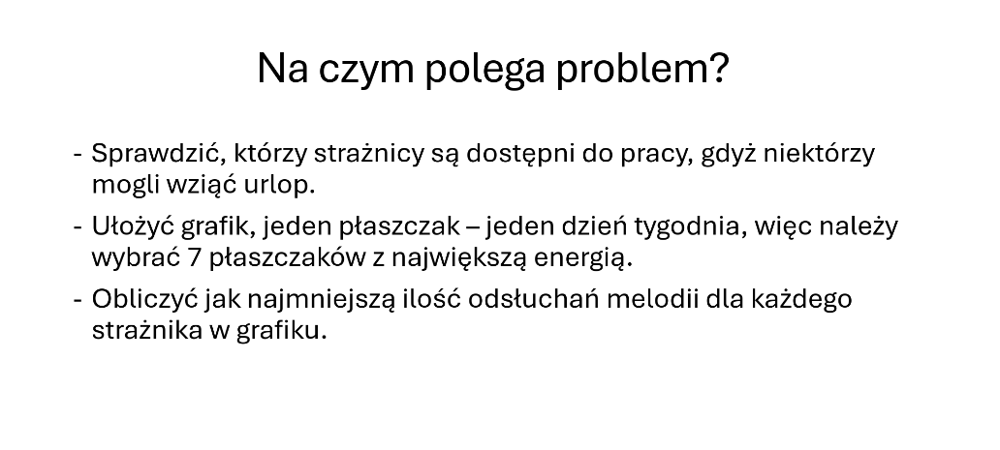 Na czym polega problem?
- Sprawdzić, którzy strażnicy są dostępni do pracy, gdyż niektórzy
mogli wziąć urlop.
- Ułożyć grafik, jeden płaszczak – jeden dzień tygodnia, więc należy
wybrać 7 płaszczaków z największą energią.
- Obliczyć jak najmniejszą ilość odsłuchań melodii dla każdego
strażnika w grafiku.